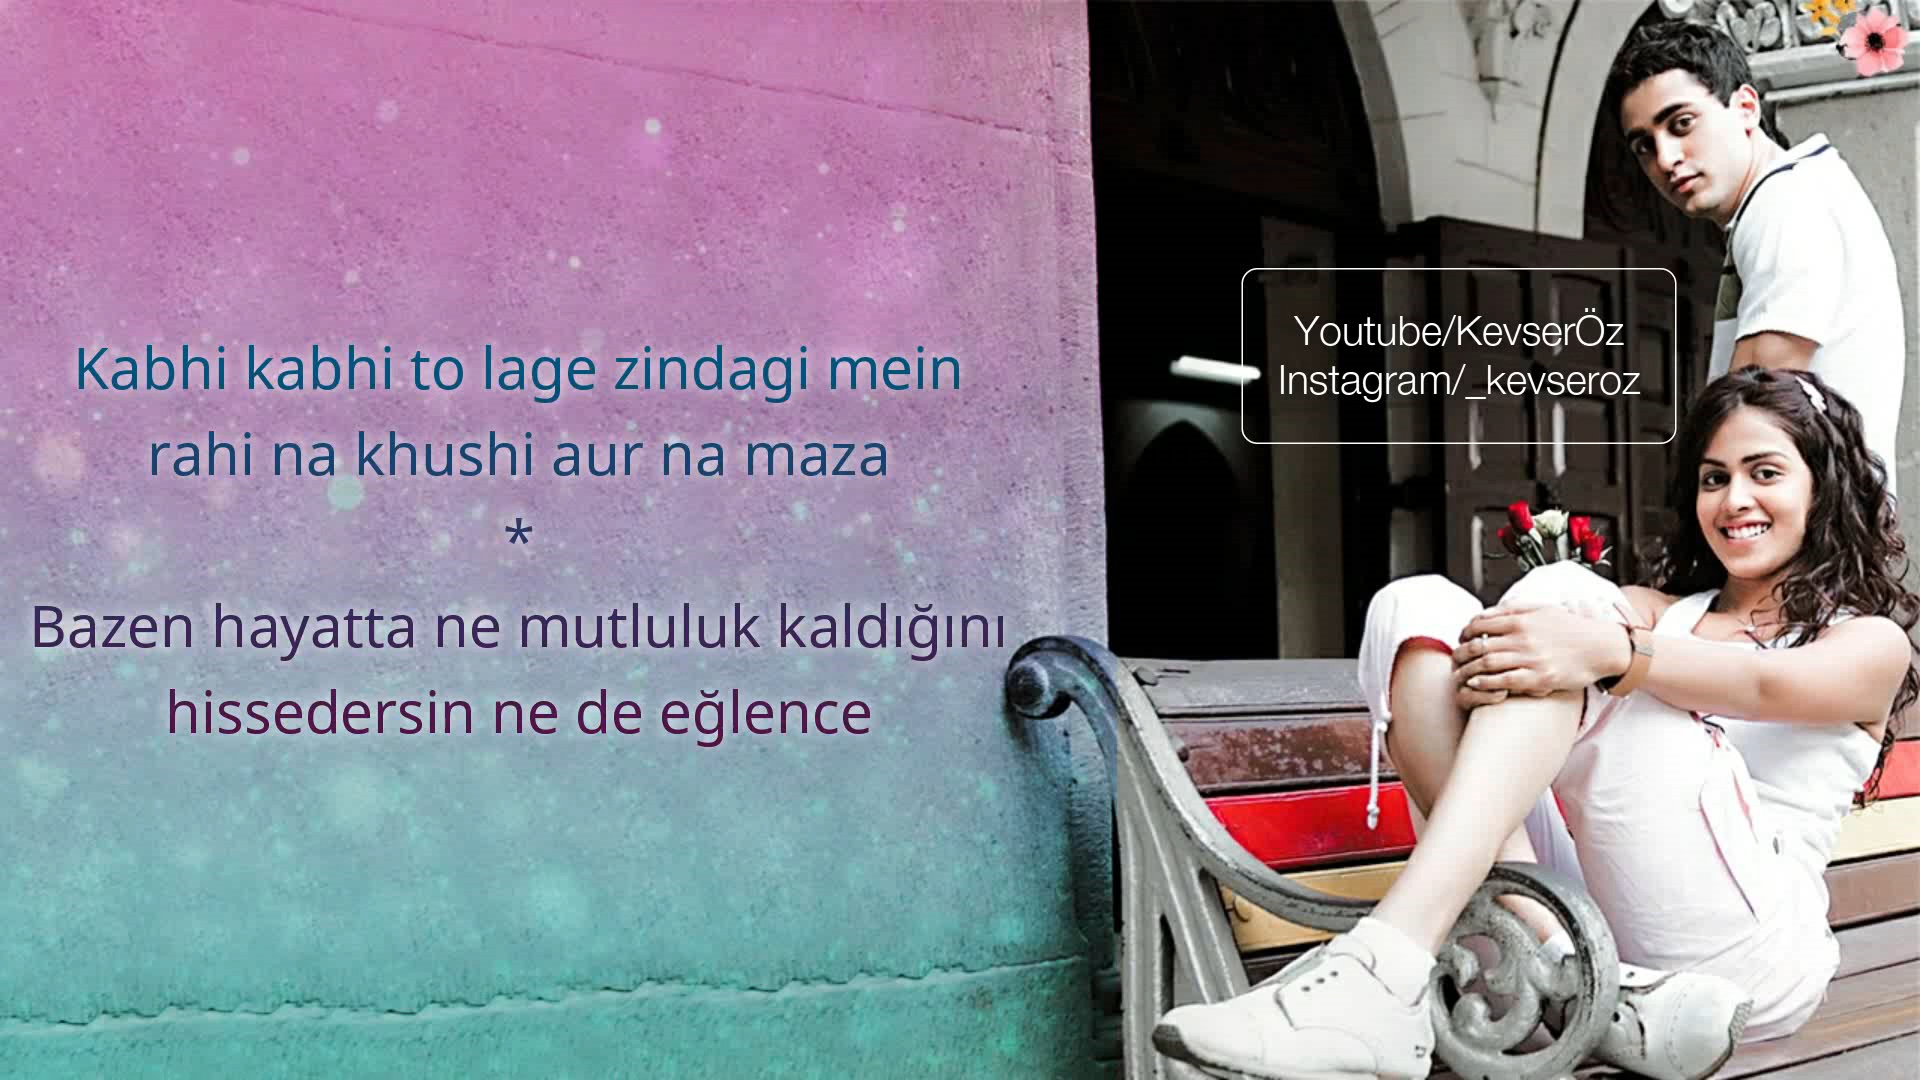 Kabhi kabhi to lage zindagi mein
rahi na khushi aur na maza
*
Bazen hayatta ne mutluluk kaldığını
hissedersin ne de eğlence
Youtube/KevserÖz
Instagram/_kevseroz